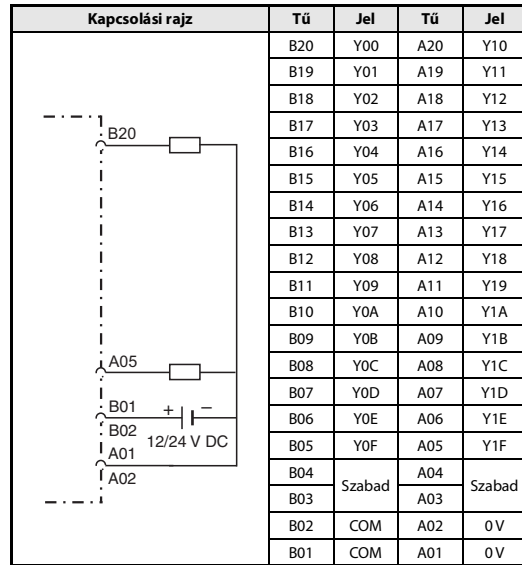 Kapcsolási rajz Tű Jel Tű Jel
B20 Y00 A20 Y10
B19 Y01 A19 Y11
B18 Y02 A18 Y12
B17 Y03 A17 Y13
B16 Y04 A16 Y14
B15 Y05 A15 Y15
B14 Y06 A14 Y16
B13 Y07 A13 Y17
B12 Y08 A12 Y18
B11 Y09 A11 Y19
B10 Y0A A10 Y1A
B09 Y0B A09 Y1B
B08 Y0C A08 Y1C
B07 Y0D A07 Y1D
B06 Y0E A06 Y1E
B05 Y0F A05 Y1F
B04 Szabad A04 Szabad
B03 A03
B02 COM A02 0 V
B01 COM A01 0 V
B20
A05
B01 + −
B02 12/24 V DC
A01
A02